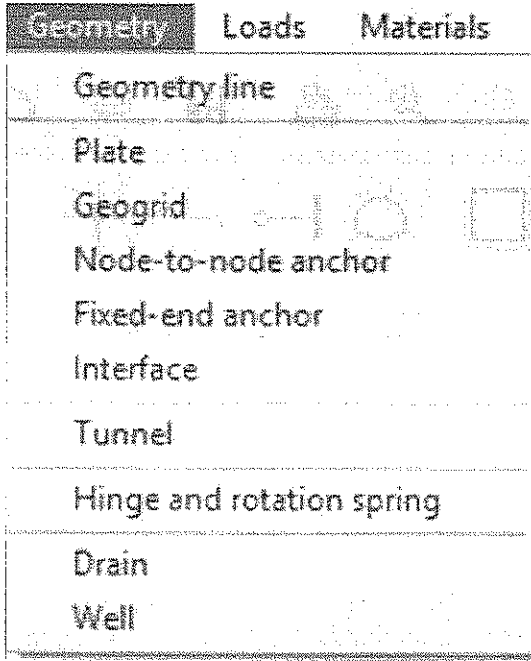 Geometry Loads Materials
Geometry line
Plate
Geogrid
Node-to-node anchor
Fixed-end anchor
Interface
Tunnel
Hinge and rotation spring
Drain
Well